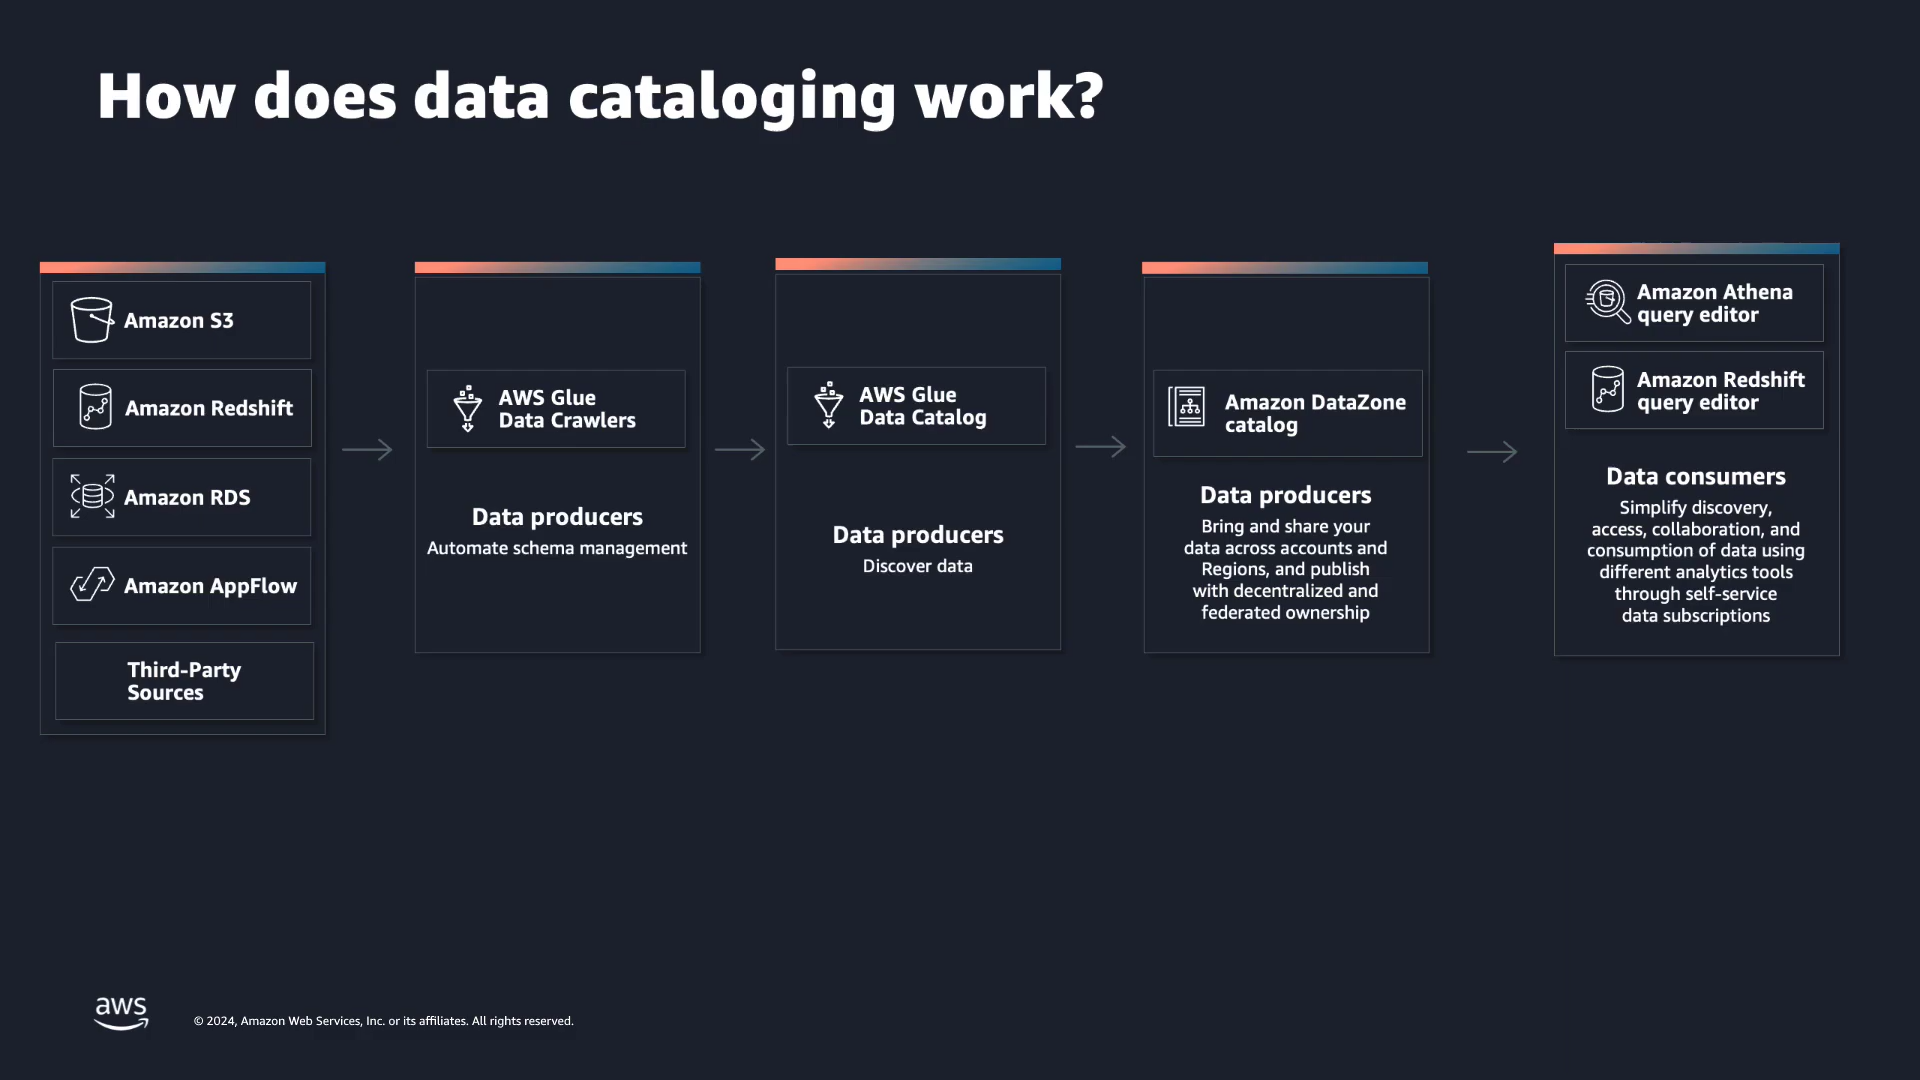 How does data cataloging work?
Amazon S3
Amazon Redshift
Amazon RDS
Amazon AppFlow
Third-Party
Sources
AWS Glue
Data Crawlers
Data producers
Automate schema management
AWS Glue
Data Catalog
Data producers
Discover data
Amazon DataZone
catalog
Data producers
Bring and share your
data across accounts and
Regions, and publish
with decentralized and
federated ownership
Amazon Athena
query editor
Amazon Redshift
query editor
Data consumers
Simplify discovery,
access, collaboration, and
consumption of data using
different analytics tools
through self-service
data subscriptions
aws
© 2024, Amazon Web Services, Inc. or its affiliates. All rights reserved.